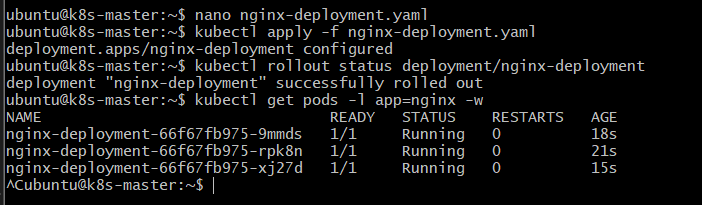 ubuntu@k8s-master:~$ nano nginx-deployment.yaml
ubuntu@k8s-master:~$ kubectl apply -f nginx-deployment.yaml
deployment.apps/nginx-deployment configured
ubuntu@k8s-master:~$ kubectl rollout status deployment/nginx-deployment
deployment "nginx-deployment" successfully rolled out
ubuntu@k8s-master:~$ kubectl get pods -l app=nginx -w
NAME READY STATUS RESTARTS AGE
nginx-deployment-66f67fb975-9mmds 1/1 Running 0 18s
nginx-deployment-66f67fb975-rpk8n 1/1 Running 0 21s
nginx-deployment-66f67fb975-xj27d 1/1 Running 0 15s
^Cubuntu@k8s-master:~$